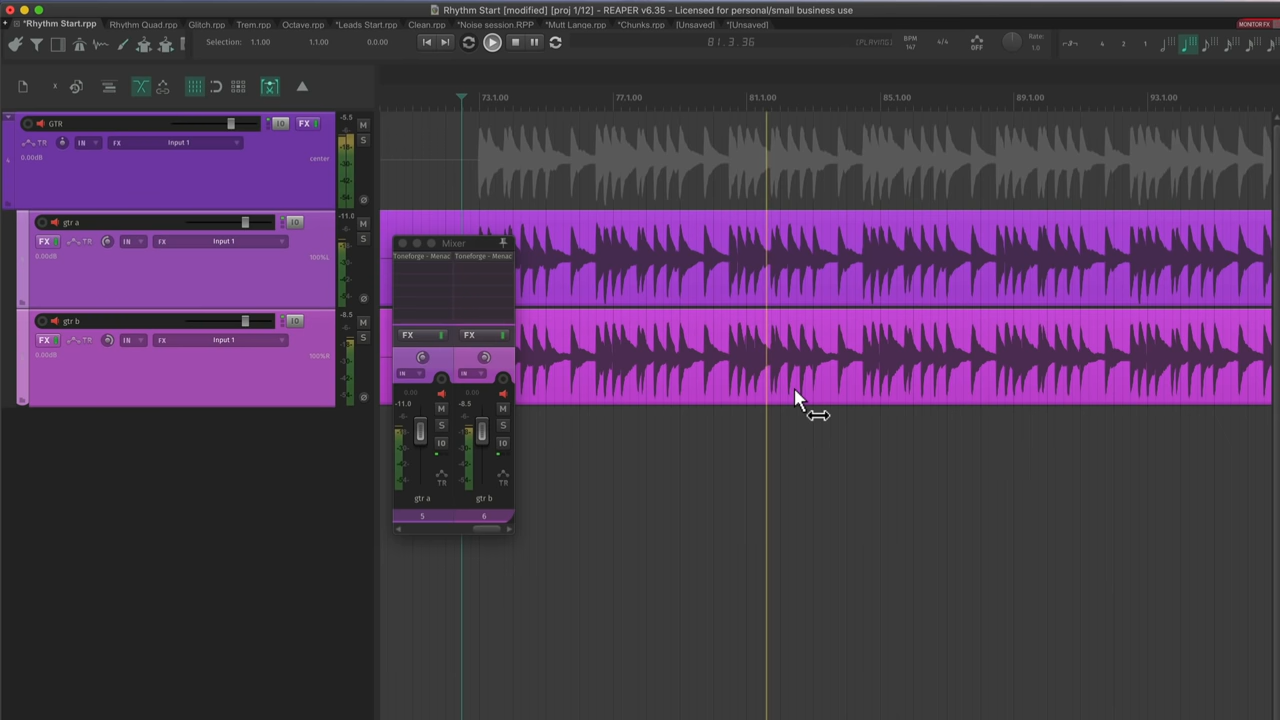 Rhythm Start [modified] [proj 1/12] - REAPER v6.35 - Licensed for personal/small business use
*Rhythm Start.rpp Rhythm Quad.rpp Glitch.rpp Trem.rpp Octave.rpp *Leads Start.rpp Clean.rpp *Noise session.RPP *Mutt Lange.rpp *Chunks.rpp [Unsaved] *[Unsaved] MONITOR FX
Selection: 1.1.00 1.1.00 0.0.00 81.3.36 [PLAYING] BPM 147 4/4 OFF Rate: 1.0 4 2 1
73.1.00 77.1.00 81.1.00 85.1.00 89.1.00 93.1.00
GTR IO FX -5.5 M
TR IN FX Input 1 S
0.00dB center
gtr a IO -11.0 M
FX TR IN FX Input 1 S
0.00dB 100%L
Mixer
Toneforge - Menac Toneforge - Menac
gtr b IO -8.5 M
FX TR IN FX Input 1 S
0.00dB 100%R
FX FX
IN IN
0.00 0.00
-11.0 M -8.5 M
S S
IO IO
TR TR
gtr a gtr b
5 6